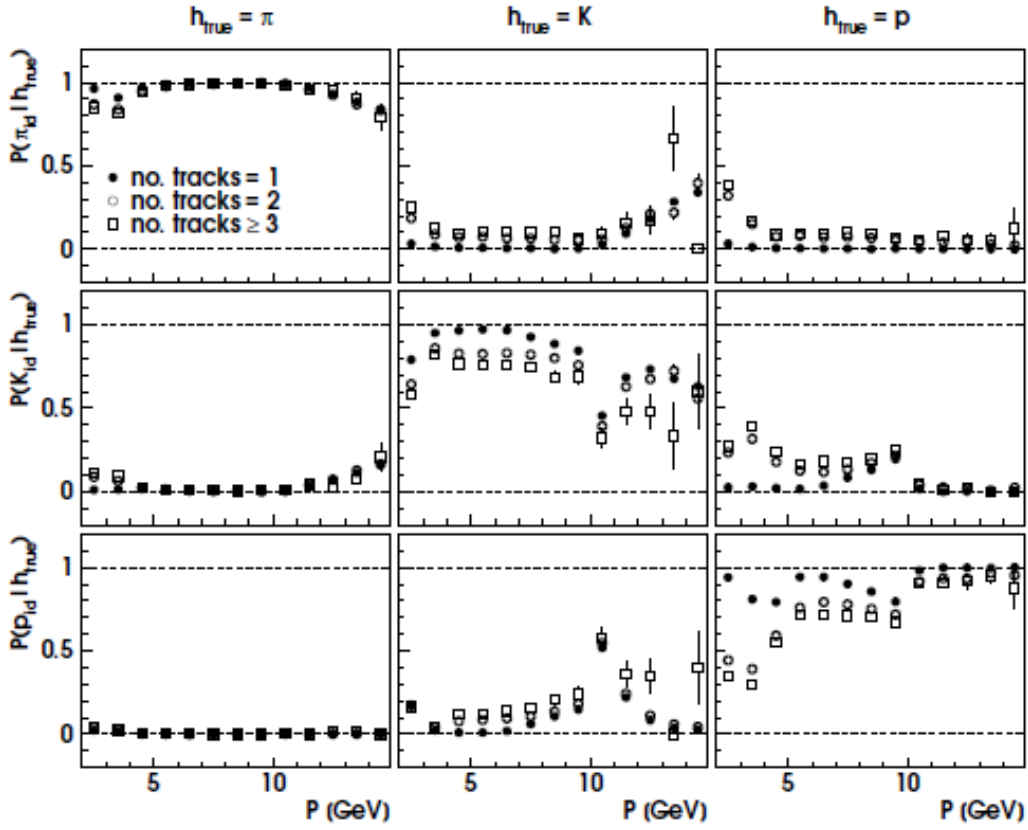 h_true = π h_true = K h_true = p
P(π_id | h_true)
1
0.5
0
no. tracks = 1
no. tracks = 2
no. tracks ≥ 3
P(K_id | h_true)
1
0.5
0
P(p_id | h_true)
1
0.5
0
5 10 5 10 5 10
P (GeV) P (GeV) P (GeV)